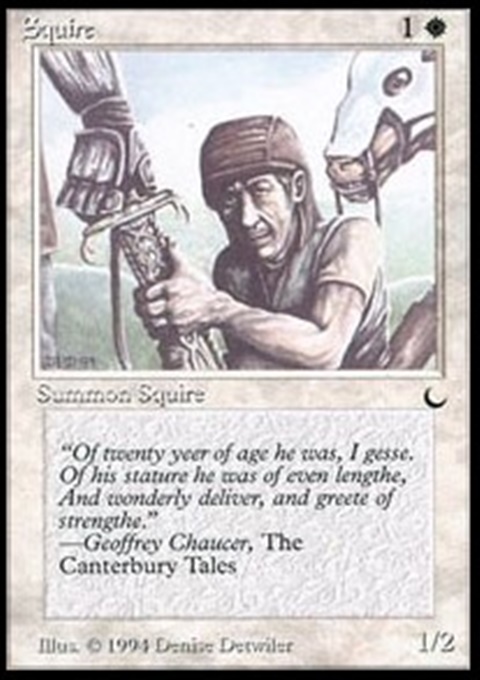 Squire 1
Summon Squire
“Of twenty yeer of age he was, I gesse.
Of his stature he was of even lengthe,
And wonderly deliver, and greete of
strengthe.”
—Geoffrey Chaucer, The
Canterbury Tales
Illus. © 1994 Denise Detwiler
1/2